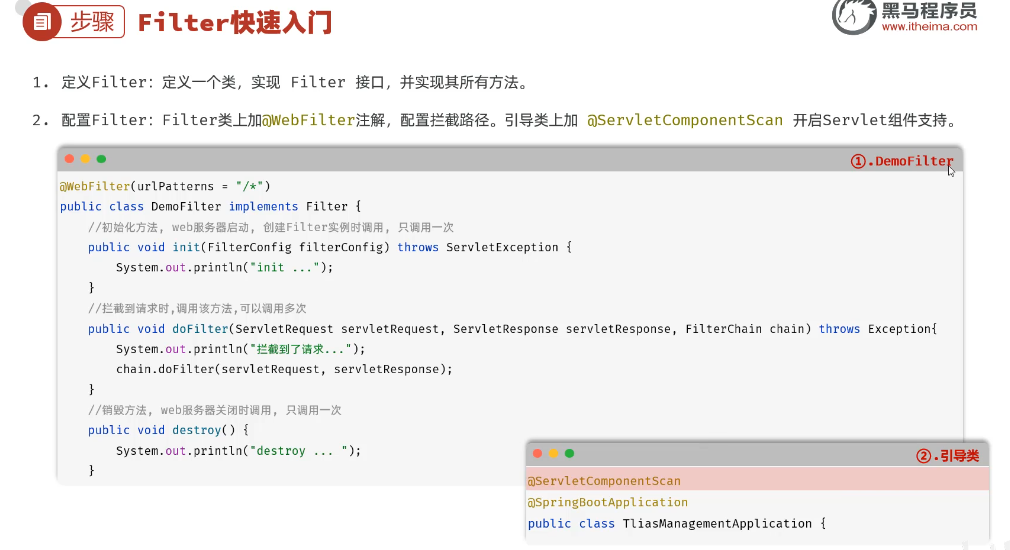 步骤 Filter快速入门
黑马程序员
www.itheima.com
1. 定义Filter：定义一个类，实现 Filter 接口，并实现其所有方法。
2. 配置Filter：Filter类上加@WebFilter注解，配置拦截路径。引导类上加 @ServletComponentScan 开启Servlet组件支持。
①.DemoFilter
@WebFilter(urlPatterns = "/*")
public class DemoFilter implements Filter {
//初始化方法, web服务器启动, 创建Filter实例时调用, 只调用一次
public void init(FilterConfig filterConfig) throws ServletException {
System.out.println("init ...");
}
//拦截到请求时,调用该方法,可以调用多次
public void doFilter(ServletRequest servletRequest, ServletResponse servletResponse, FilterChain chain) throws Exception{
System.out.println("拦截到了请求...");
chain.doFilter(servletRequest, servletResponse);
}
//销毁方法, web服务器关闭时调用, 只调用一次
public void destroy() {
System.out.println("destroy ... ");
}
②.引导类
@ServletComponentScan
@SpringBootApplication
public class TliasManagementApplication {